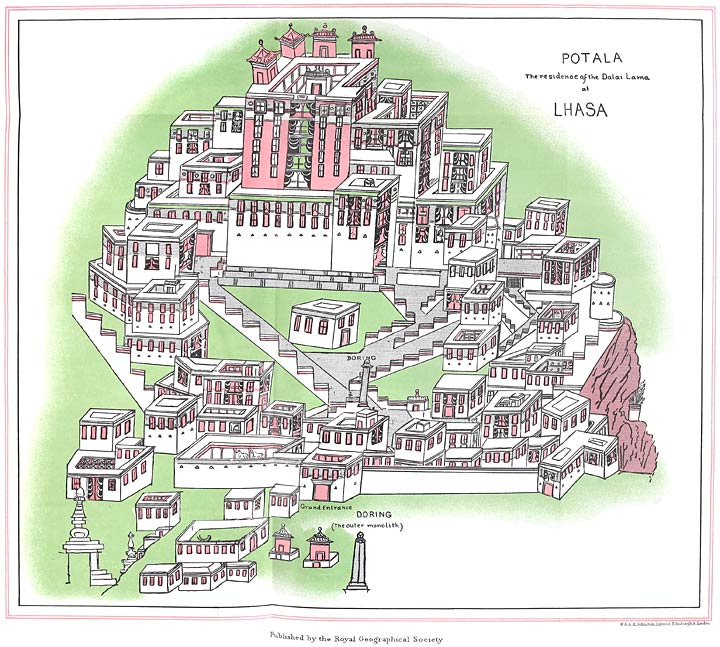 POTALA
The residence of the Dalai Lama
at
LHASA
DORING
Grand Entrance
DORING
(The outer monolith)
W. & A.K. Johnston, Limited, Edinburgh & London.
Published by the Royal Geographical Society